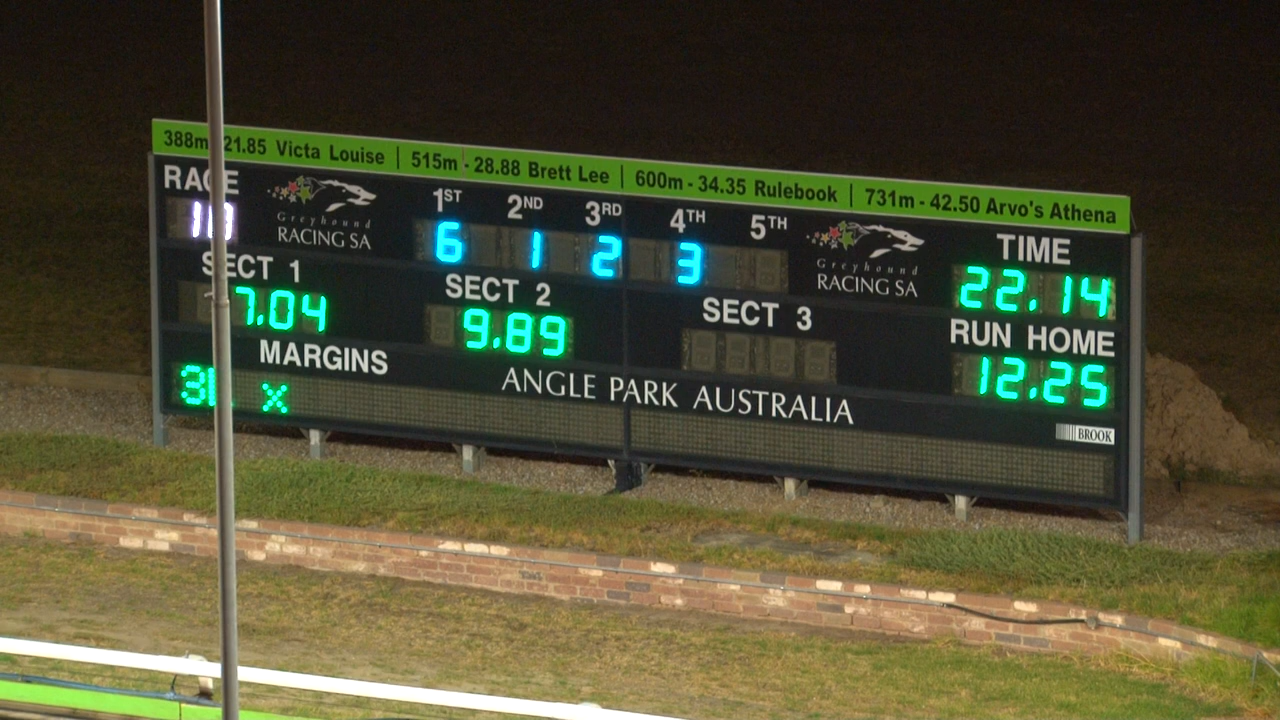 388m 21.85 Victa Louise | 515m - 28.88 Brett Lee | 600m - 34.35 Rulebook | 731m - 42.50 Arvo's Athena
RACE
Greyhound
RACING SA
1ST 2ND 3RD 4TH 5TH
6 1 2 3
Greyhound
RACING SA
TIME
22.14
SECT 1
7.04
SECT 2
9.89
SECT 3
RUN HOME
12.25
MARGINS
x
ANGLE PARK AUSTRALIA
BROOK